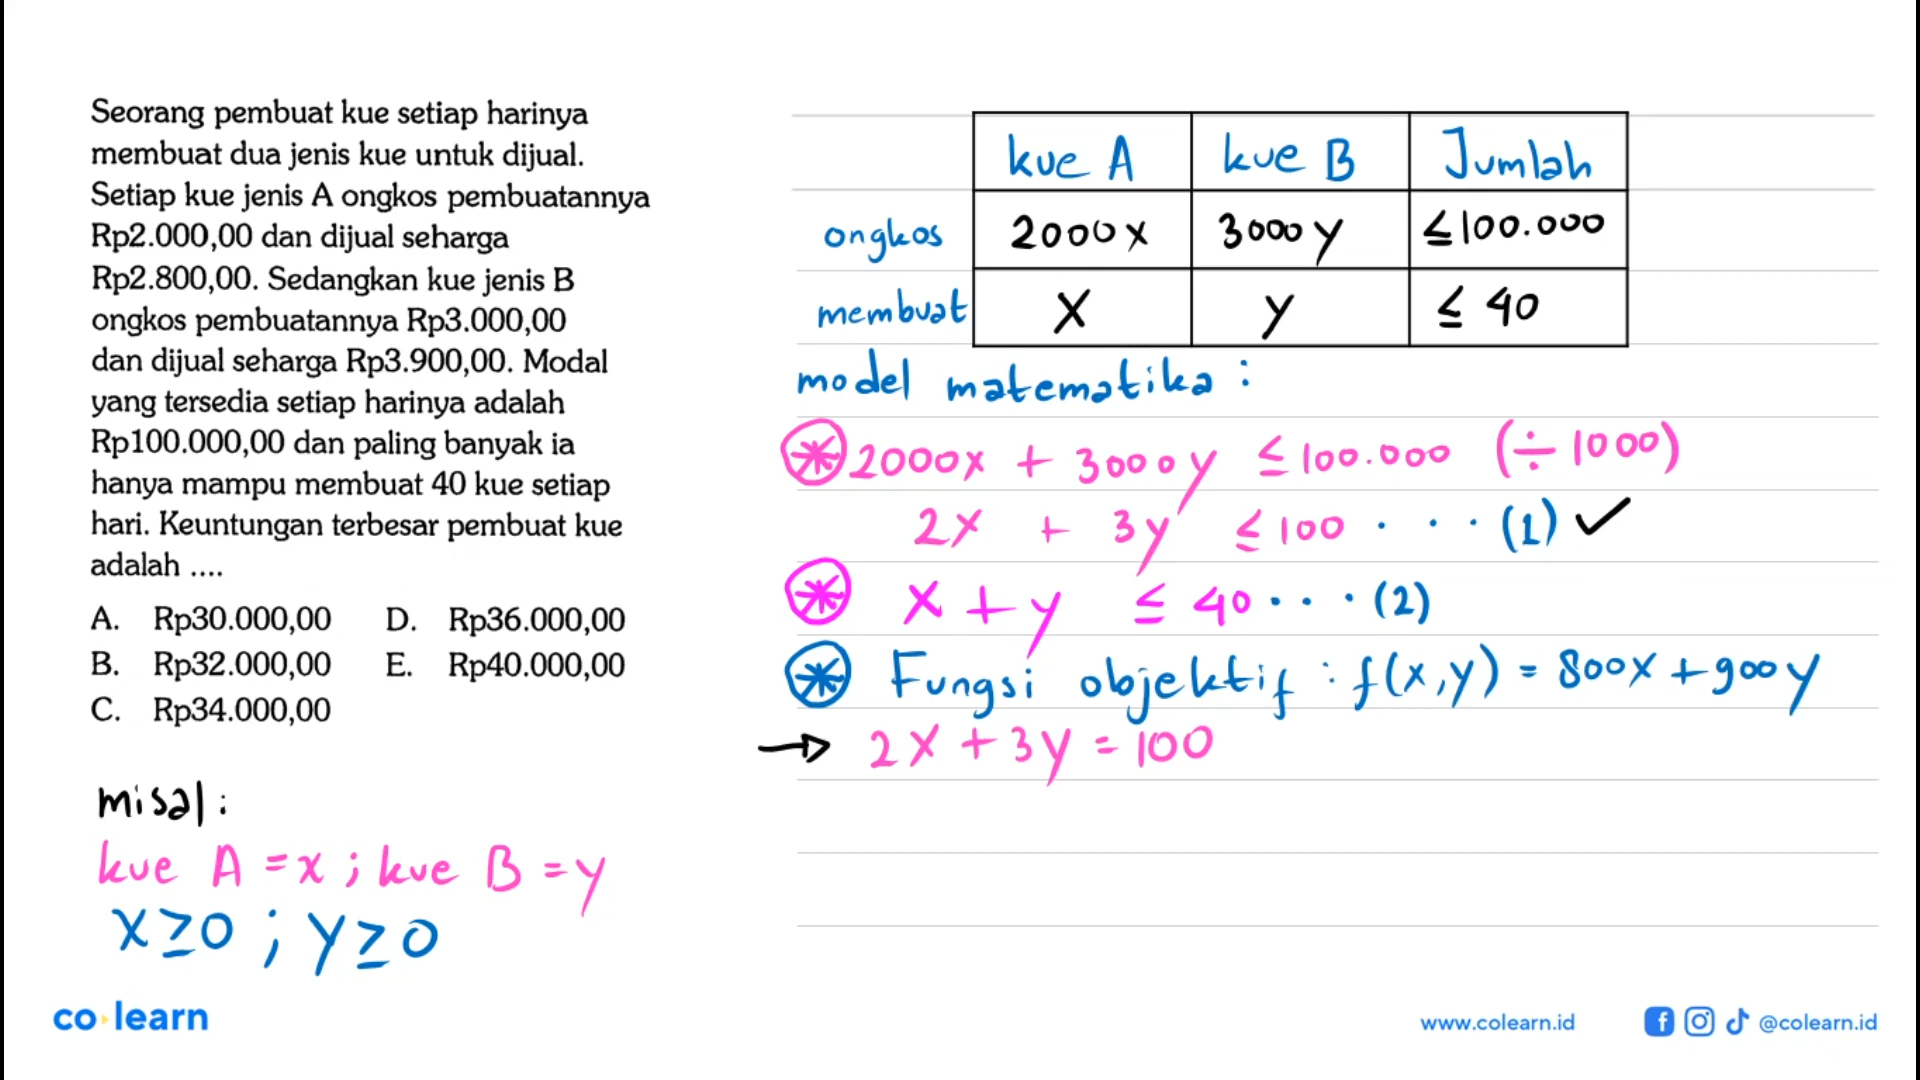 Seorang pembuat kue setiap harinya
membuat dua jenis kue untuk dijual.
Setiap kue jenis A ongkos pembuatannya
Rp2.000,00 dan dijual seharga
Rp2.800,00. Sedangkan kue jenis B
ongkos pembuatannya Rp3.000,00
dan dijual seharga Rp3.900,00. Modal
yang tersedia setiap harinya adalah
Rp100.000,00 dan paling banyak ia
hanya mampu membuat 40 kue setiap
hari. Keuntungan terbesar pembuat kue
adalah ....
A. Rp30.000,00 D. Rp36.000,00
B. Rp32.000,00 E. Rp40.000,00
C. Rp34.000,00
misal :
kue A = x ; kue B = y
x ≥ 0 ; y ≥ 0
kue A kue B Jumlah
ongkos 2000x 3000y ≤ 100.000
membuat x y ≤ 40
model matematika :
* 2000x + 3000y ≤ 100.000 (÷ 1000)
2x + 3y ≤ 100 . . . (1) ✓
* x + y ≤ 40 . . . (2)
* Fungsi objektif : f(x,y) = 800x + 900y
→ 2x + 3y = 100
co learn
www.colearn.id
@colearn.id